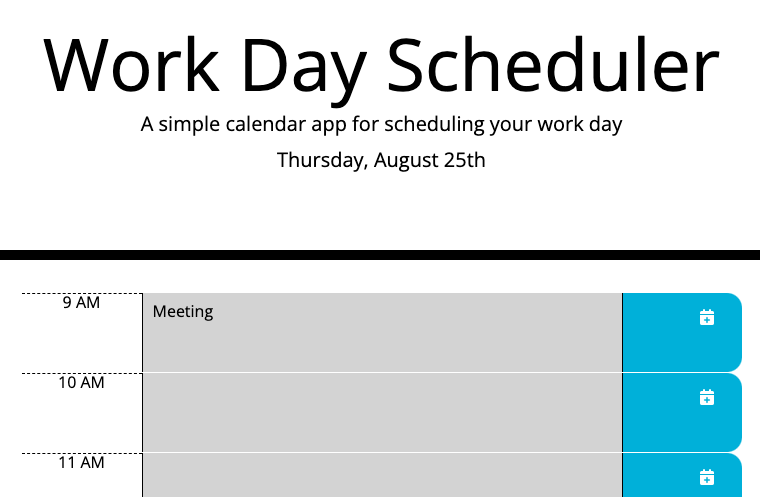 Work Day Scheduler
A simple calendar app for scheduling your work day
Thursday, August 25th
9 AM
Meeting
10 AM
11 AM